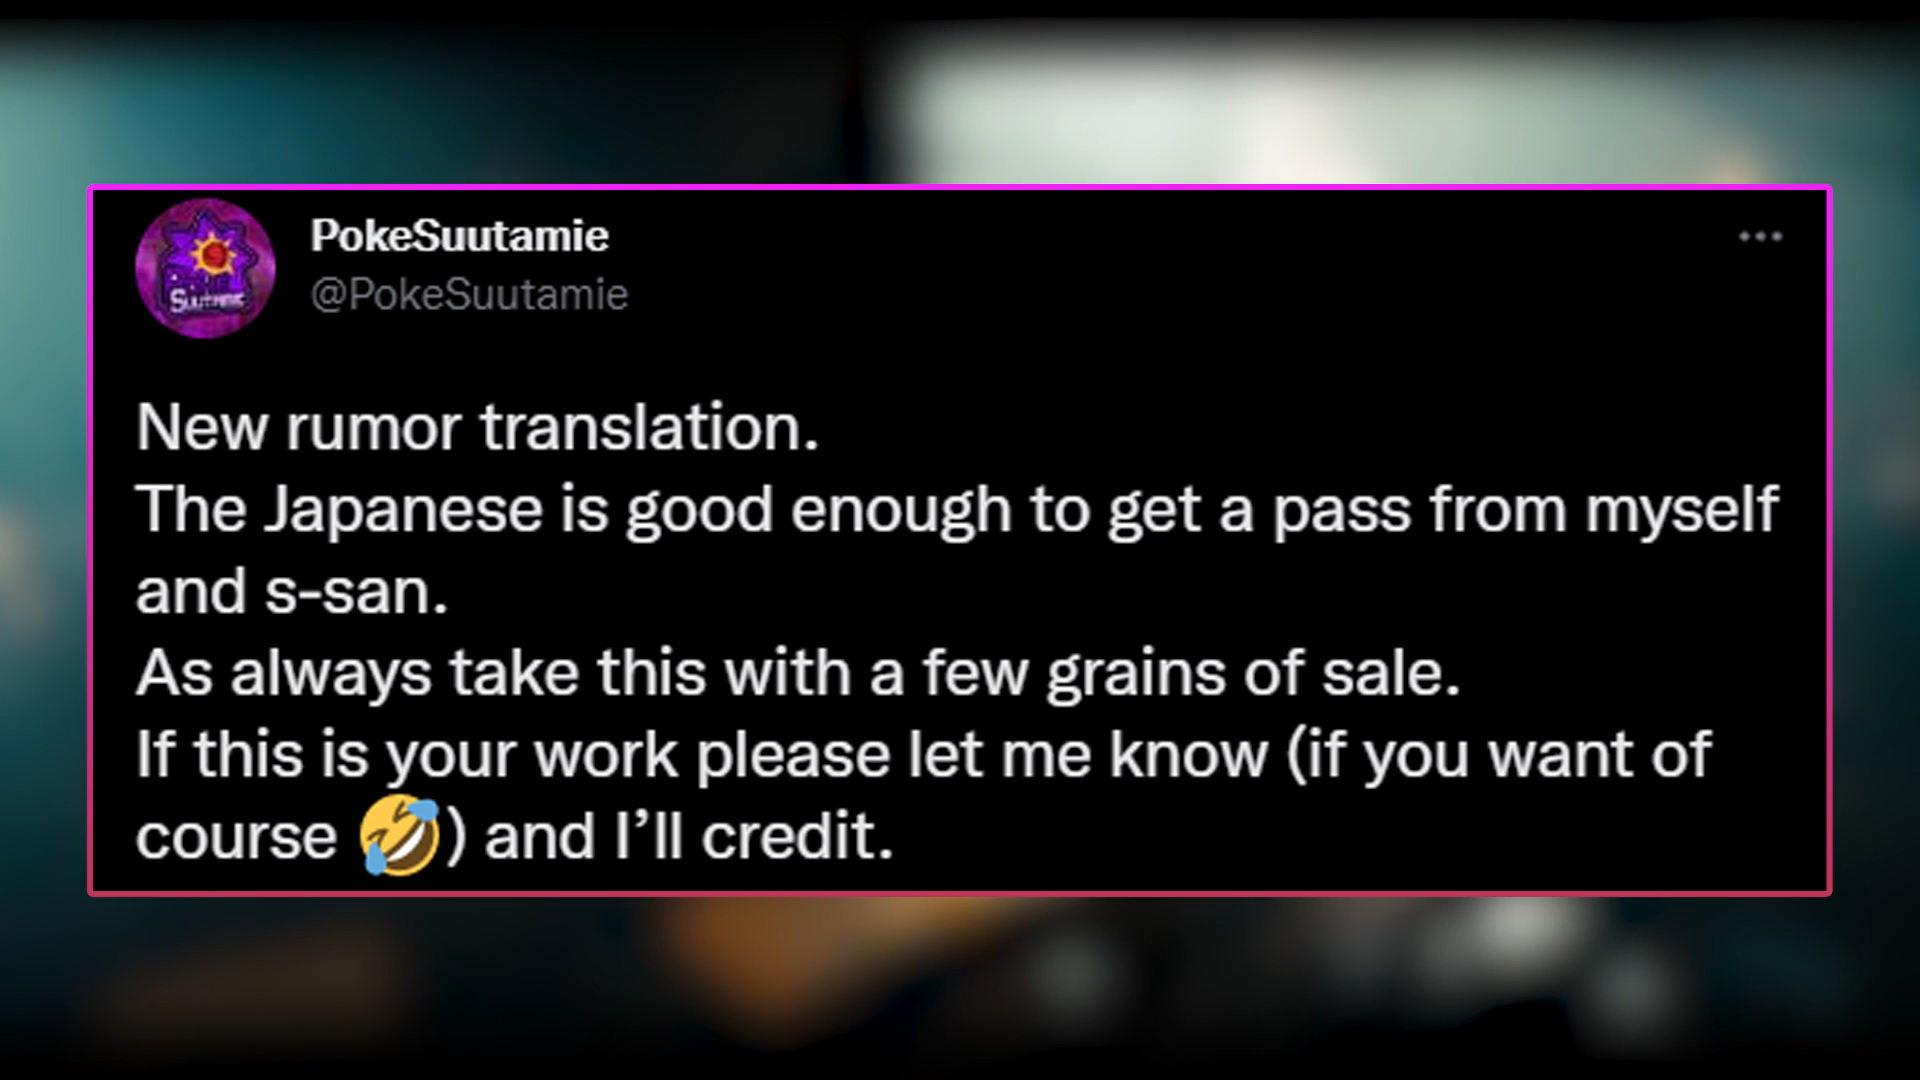 Suutamie
PokeSuutamie
@PokeSuutamie
New rumor translation.
The Japanese is good enough to get a pass from myself
and s-san.
As always take this with a few grains of sale.
If this is your work please let me know (if you want of
course 🤣) and I’ll credit.